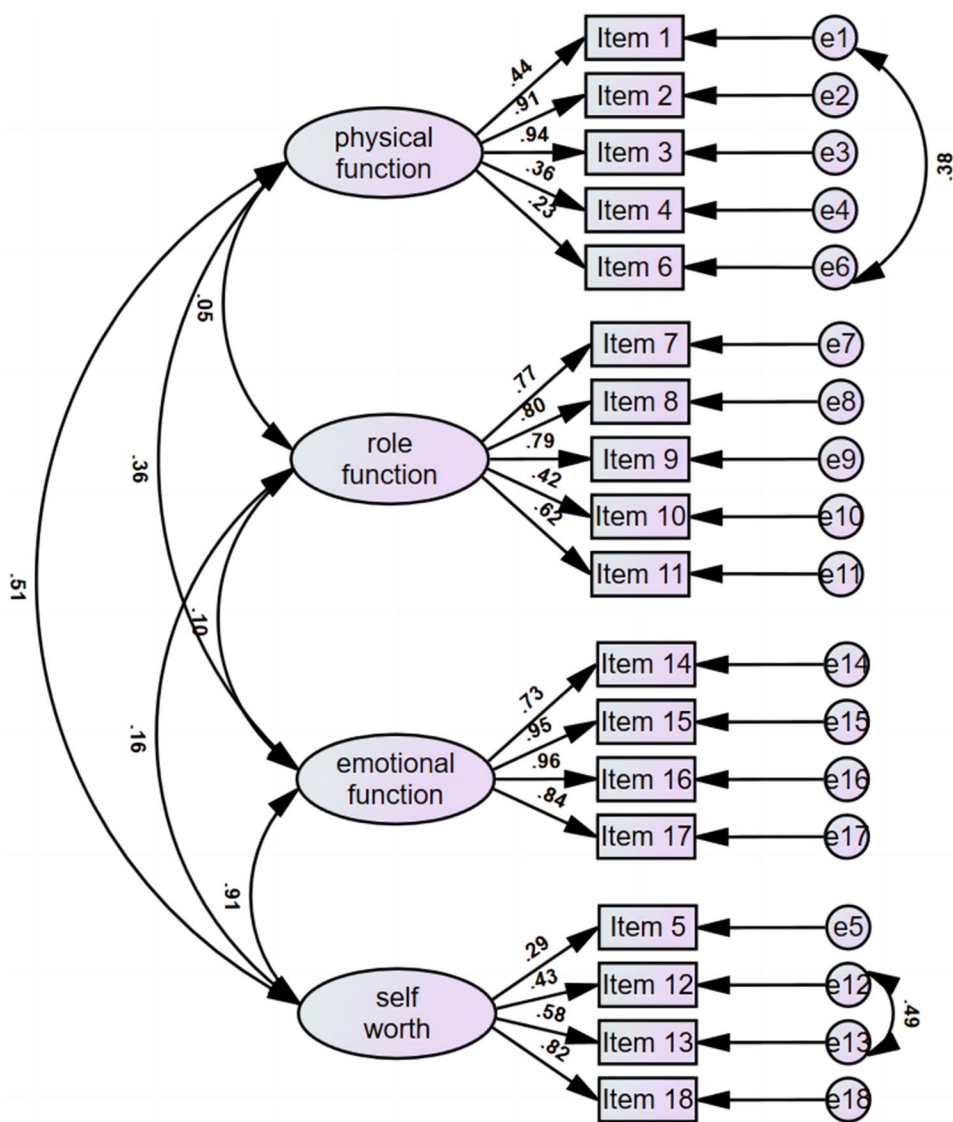 Item 1
e1
.44
Item 2
e2
.91
physical
function
.94
Item 3
e3
.38
.36
Item 4
e4
.23
Item 6
e6
.05
Item 7
e7
.77
Item 8
e8
.80
role
function
.79
Item 9
e9
.36
.42
Item 10
e10
.62
Item 11
e11
.51
.10
Item 14
e14
.73
Item 15
e15
.95
.16
emotional
function
.96
Item 16
e16
.84
Item 17
e17
.91
Item 5
e5
.29
Item 12
e12
.43
self
worth
.58
Item 13
e13
.49
.82
Item 18
e18